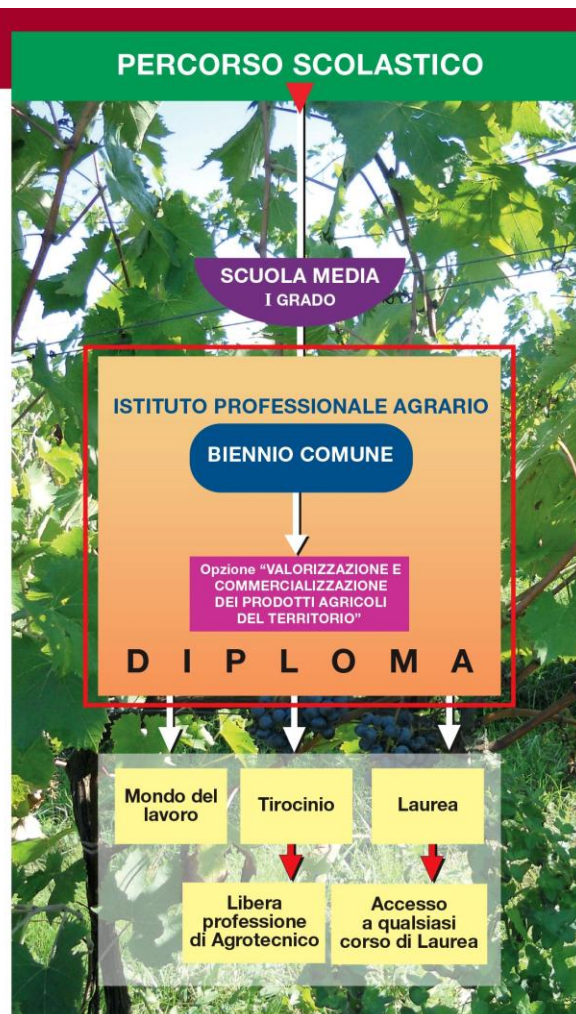 PERCORSO SCOLASTICO
SCUOLA MEDIA
I GRADO
ISTITUTO PROFESSIONALE AGRARIO
BIENNIO COMUNE
Opzione “VALORIZZAZIONE E
COMMERCIALIZZAZIONE
DEI PRODOTTI AGRICOLI
DEL TERRITORIO”
DIPLOMA
Mondo del
lavoro
Tirocinio
Laurea
Libera
professione
di Agrotecnico
Accesso
a qualsiasi
corso di Laurea